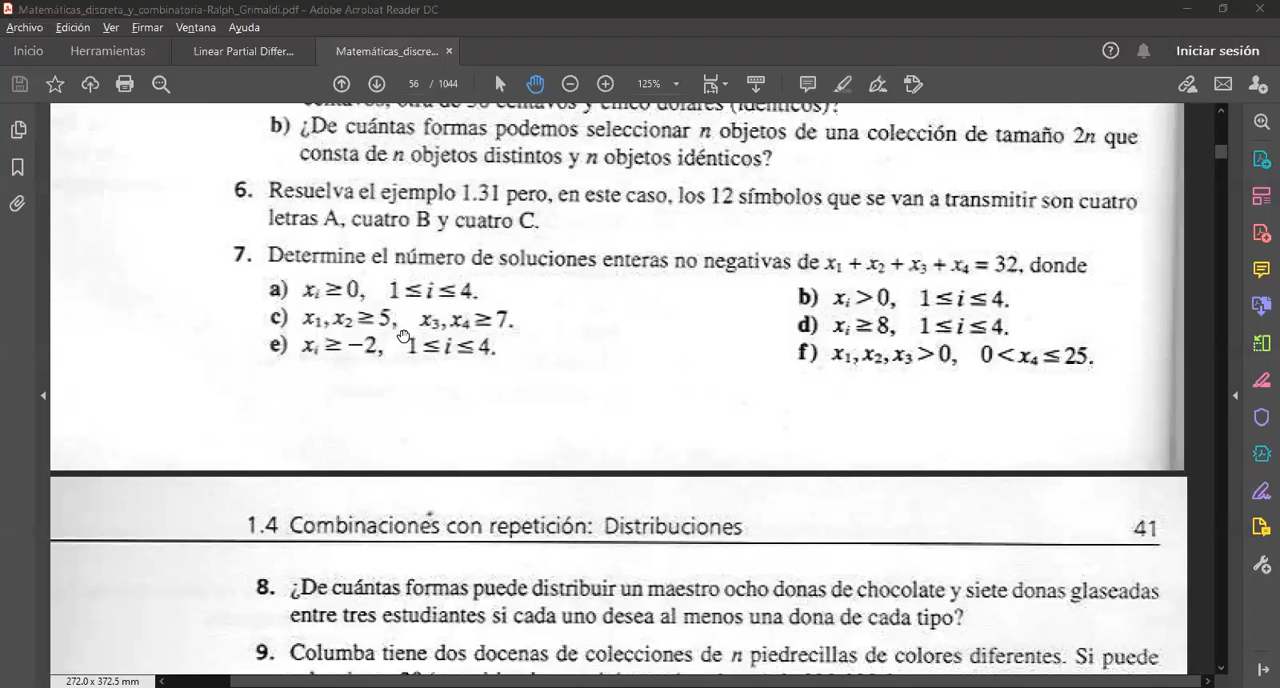 Matemáticas_discreta_y_combinatoria-Ralph_Grimaldi.pdf - Adobe Acrobat Reader DC
Archivo Edición Ver Firmar Ventana Ayuda
Inicio Herramientas Linear Partial Differ... Matemáticas_discre... × Iniciar sesión
56 / 1044 125%
centavos, otra de 50 centavos y cinco dólares (idénticos)?
b) ¿De cuántas formas podemos seleccionar n objetos de una colección de tamaño 2n que
consta de n objetos distintos y n objetos idénticos?
6. Resuelva el ejemplo 1.31 pero, en este caso, los 12 símbolos que se van a transmitir son cuatro
letras A, cuatro B y cuatro C.
7. Determine el número de soluciones enteras no negativas de x₁ + x₂ + x₃ + x₄ = 32, donde
a) xᵢ ≥ 0, 1 ≤ i ≤ 4. b) xᵢ > 0, 1 ≤ i ≤ 4.
c) x₁, x₂ ≥ 5, x₃, x₄ ≥ 7. d) xᵢ ≥ 8, 1 ≤ i ≤ 4.
e) xᵢ ≥ −2, 1 ≤ i ≤ 4. f) x₁, x₂, x₃ > 0, 0 < x₄ ≤ 25.
1.4 Combinaciones con repetición: Distribuciones 41
8. ¿De cuántas formas puede distribuir un maestro ocho donas de chocolate y siete donas glaseadas
entre tres estudiantes si cada uno desea al menos una dona de cada tipo?
9. Columba tiene dos docenas de colecciones de n piedrecillas de colores diferentes. Si puede
272.0 x 372.5 mm